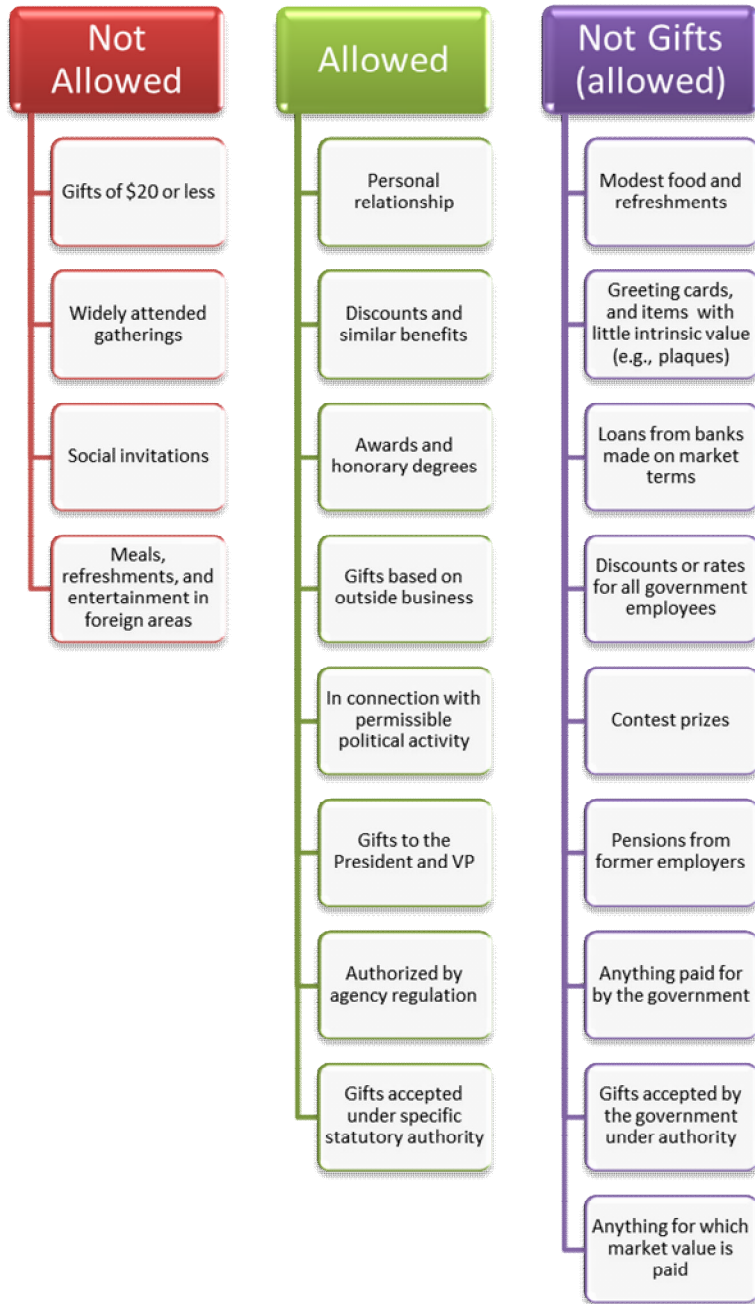 Not
Allowed
Gifts of $20 or less
Widely attended
gatherings
Social invitations
Meals,
refreshments, and
entertainment in
foreign areas
Allowed
Personal
relationship
Discounts and
similar benefits
Awards and
honorary degrees
Gifts based on
outside business
In connection with
permissible
political activity
Gifts to the
President and VP
Authorized by
agency regulation
Gifts accepted
under specific
statutory authority
Not Gifts
(allowed)
Modest food and
refreshments
Greeting cards,
and items with
little intrinsic value
(e.g., plaques)
Loans from banks
made on market
terms
Discounts or rates
for all government
employees
Contest prizes
Pensions from
former employers
Anything paid for
by the government
Gifts accepted by
the government
under authority
Anything for which
market value is
paid